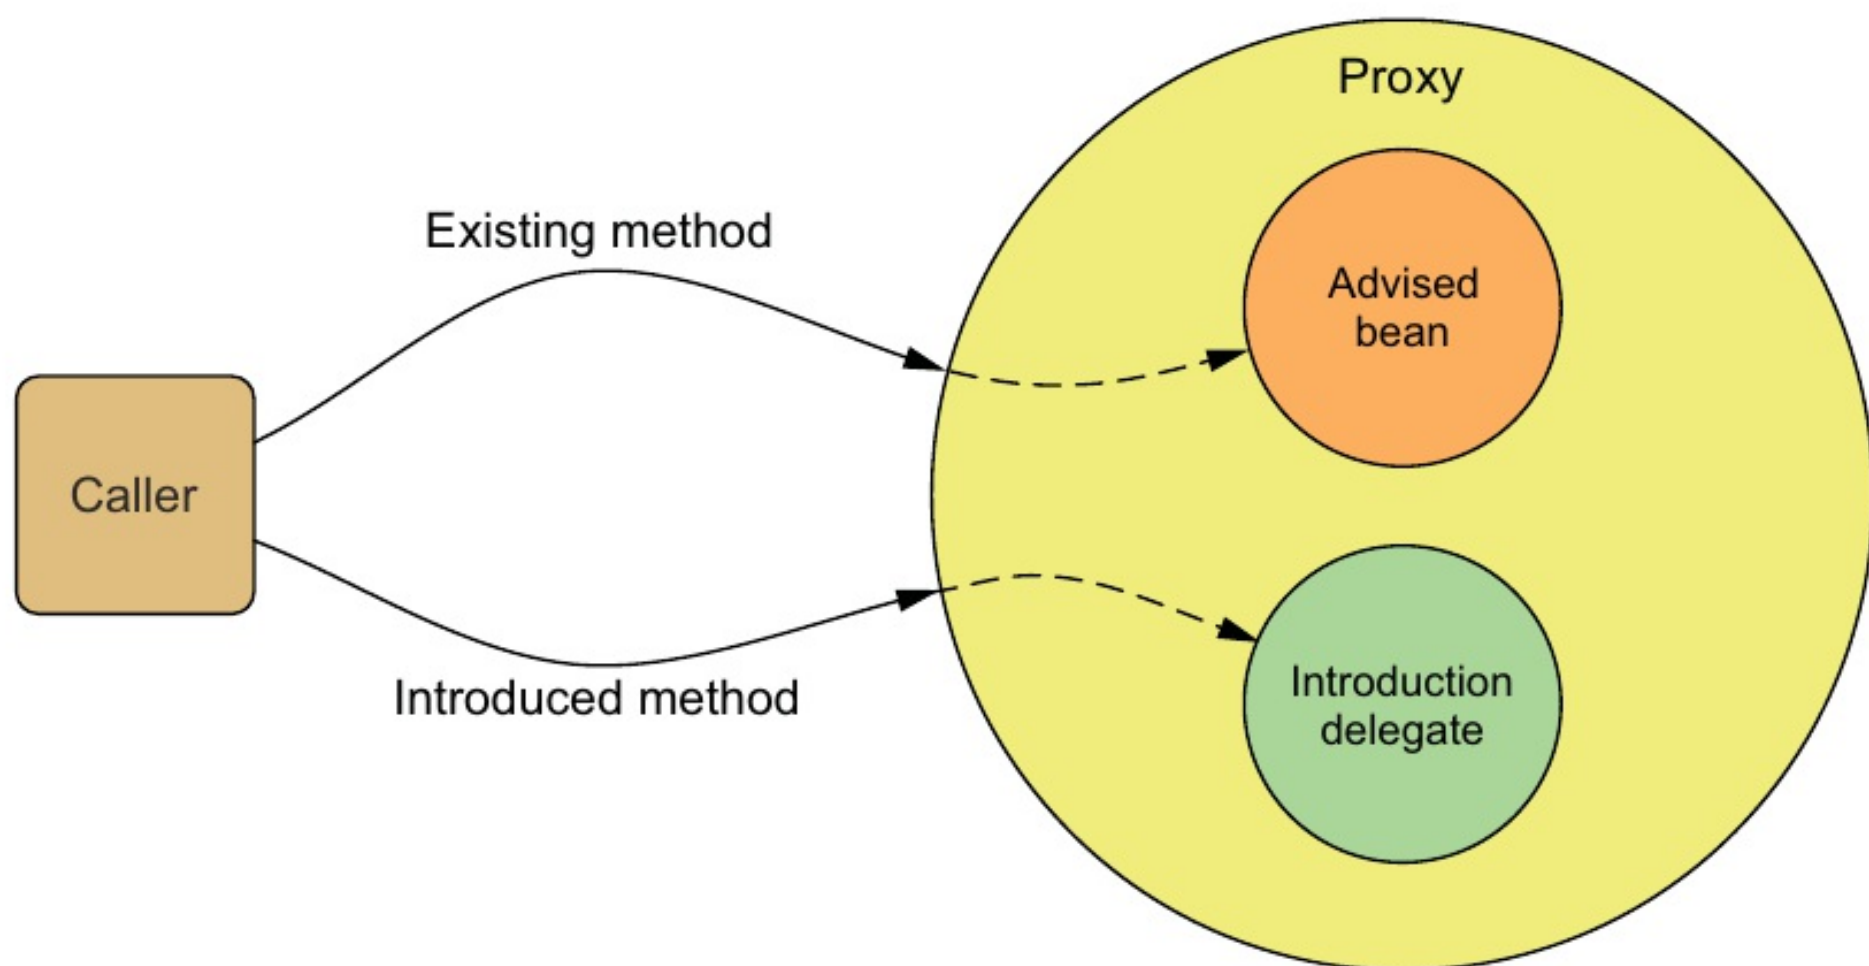 Proxy
Existing method
Advised
bean
Caller
Introduced method
Introduction
delegate